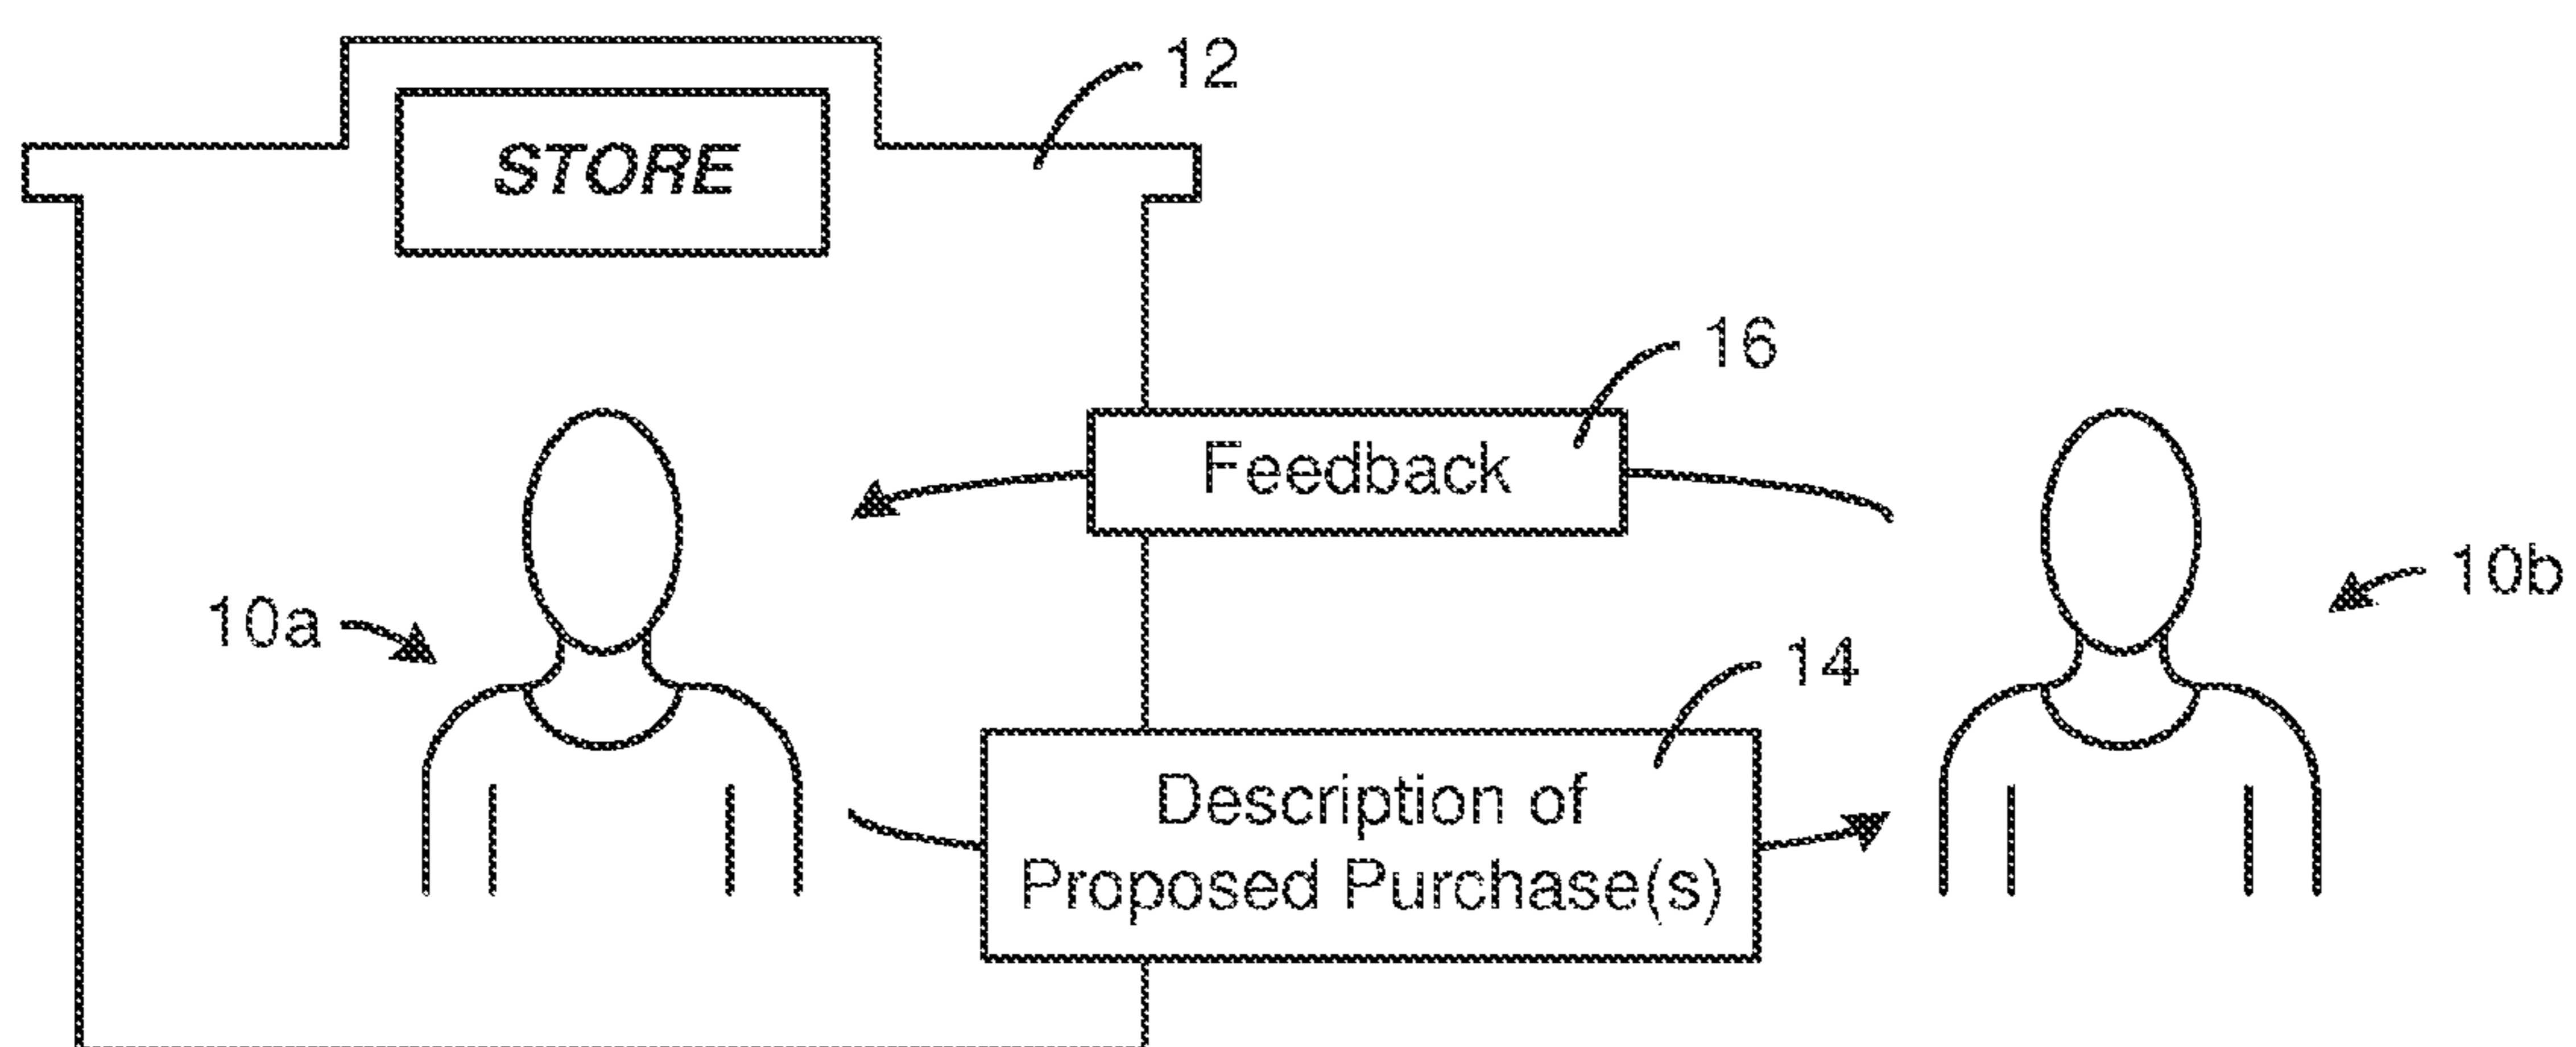 12
STORE
16
Feedback
10a
10b
14
Description of
Proposed Purchase(s)